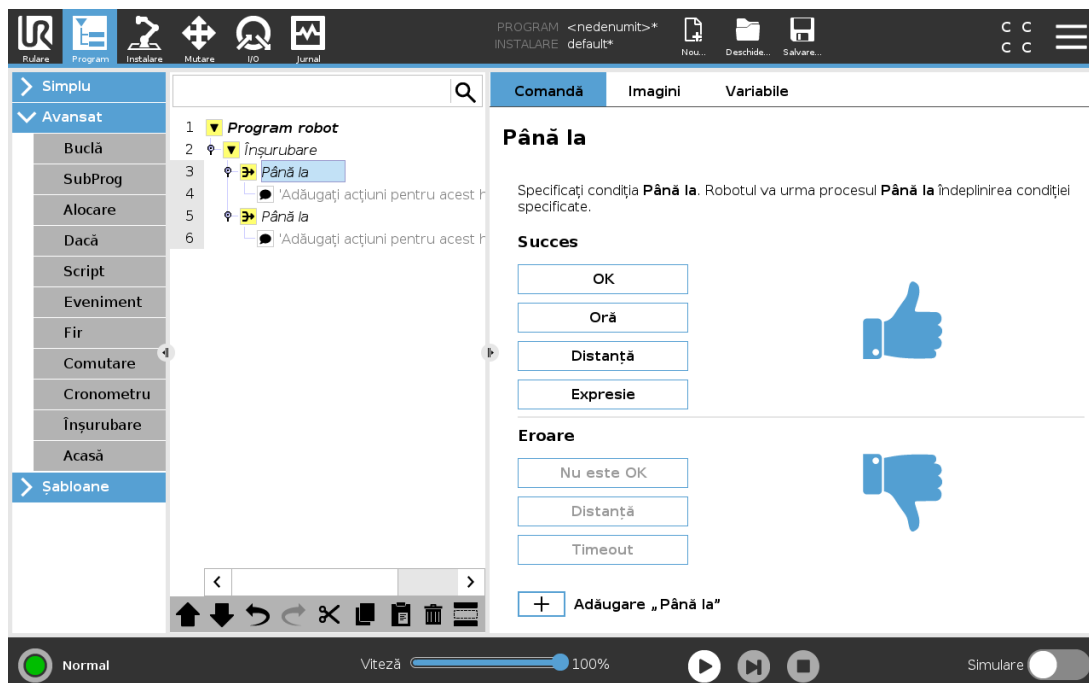 PROGRAM <nedenumit>*
INSTALARE default*
Rulare Program Instalare Mutare I/O Jurnal Nou... Deschide... Salvare...
C C
C C
Simplu
Avansat
Buclă
SubProg
Alocare
Dacă
Script
Eveniment
Fir
Comutare
Cronometru
Înșurubare
Acasă
Șabloane
1 Program robot
2 Înșurubare
3 Până la
4 'Adăugați acțiuni pentru acest h
5 Până la
6 'Adăugați acțiuni pentru acest h
Comandă Imagini Variabile
Până la
Specificați condiția Până la. Robotul va urma procesul Până la îndeplinirea condiției
specificate.
Succes
OK
Oră
Distanță
Expresie
Eroare
Nu este OK
Distanță
Timeout
Adăugare „Până la”
Normal Viteză 100% Simulare